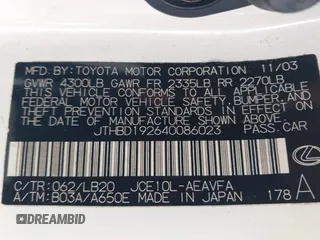 MFD. BY: TOYOTA MOTOR CORPORATION 11/03
GVWR 4300LB GAWR FR 2335LB RR 2270LB
THIS VEHICLE CONFORMS TO ALL APPLICABLE
FEDERAL MOTOR VEHICLE SAFETY, BUMPER, AND
THEFT PREVENTION STANDARDS IN EFFECT ON
THE DATE OF MANUFACTURE SHOWN ABOVE.
JTHBD192640086023
PASS. CAR
C/TR: 062/LB20 JCE10L-AEAVFA
A/TM: B03A/A650E MADE IN JAPAN 178 A
© DRIVEDATA.COM